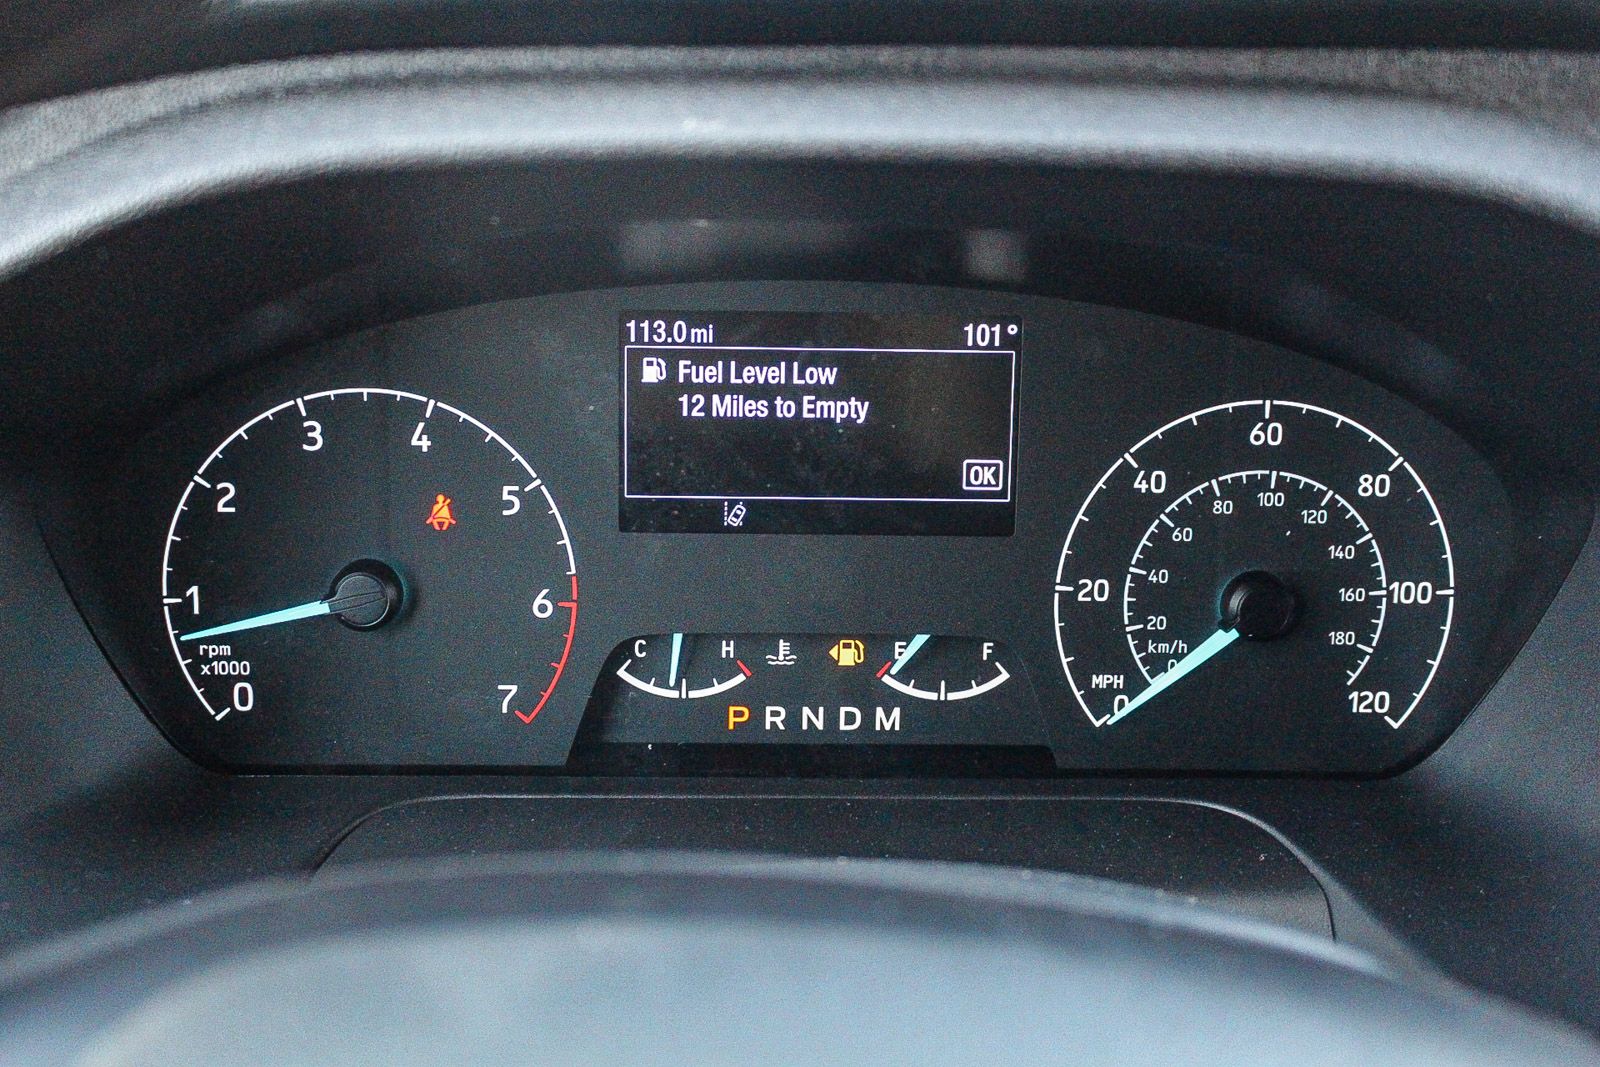 113.0 mi 101°
Fuel Level Low
12 Miles to Empty
OK
0 1 2 3 4 5 6 7
rpm
x1000
C H
E F
P R N D M
0 20 40 60 80 100 120
MPH
0 20 40 60 80 100 120 140 160 180
km/h